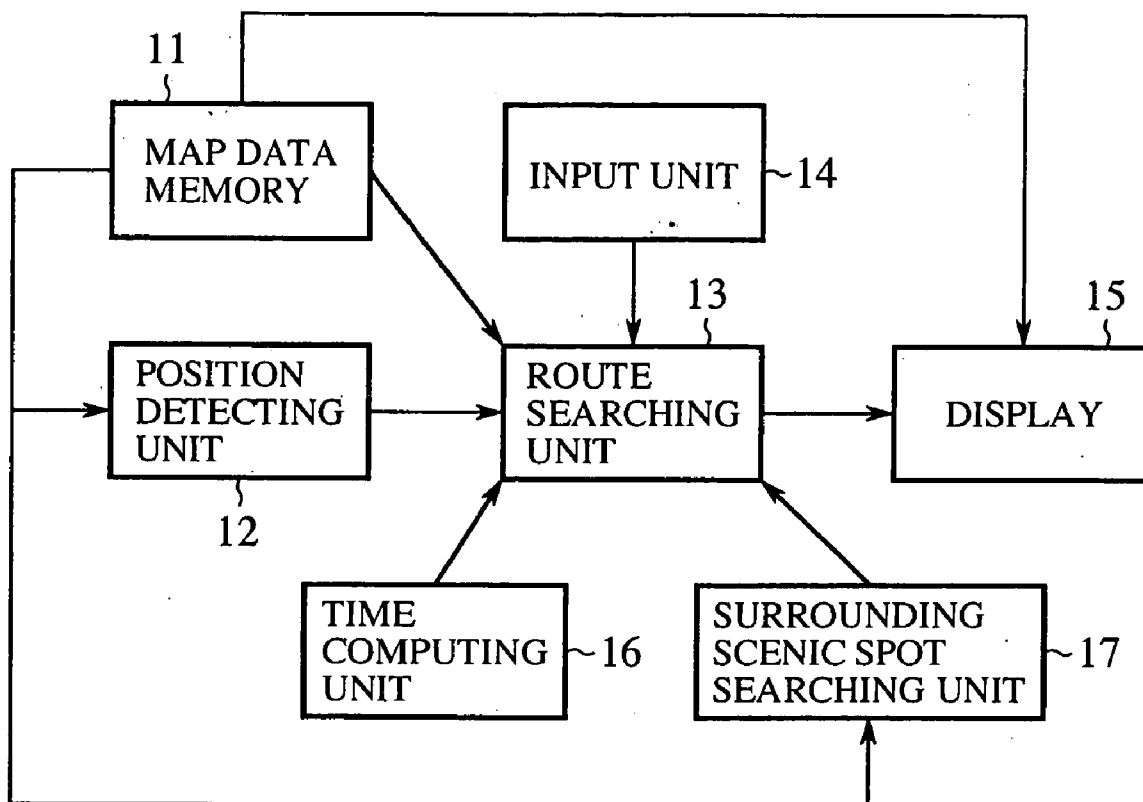 11
MAP DATA
MEMORY
INPUT UNIT
14
13
15
POSITION
DETECTING
UNIT
ROUTE
SEARCHING
UNIT
DISPLAY
12
TIME
COMPUTING
UNIT
16
SURROUNDING
SCENIC SPOT
SEARCHING UNIT
17